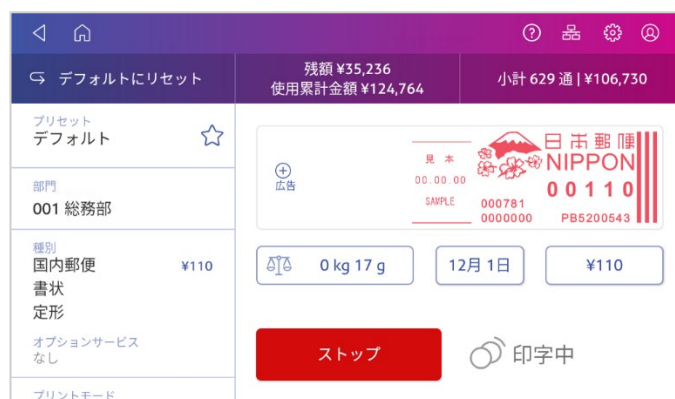 デフォルトにリセット
残額 ¥35,236
使用累計金額 ¥124,764
小計 629 通 | ¥106,730
プリセット
デフォルト
部門
001 総務部
種別
国内郵便 ¥110
書状
定形
オプションサービス
なし
プリントモード
広告
見 本
00.00.00
SAMPLE
日本郵便
NIPPON
00110
000781
0000000 PB5200543
0 kg 17 g
12月 1日
¥110
ストップ
印字中